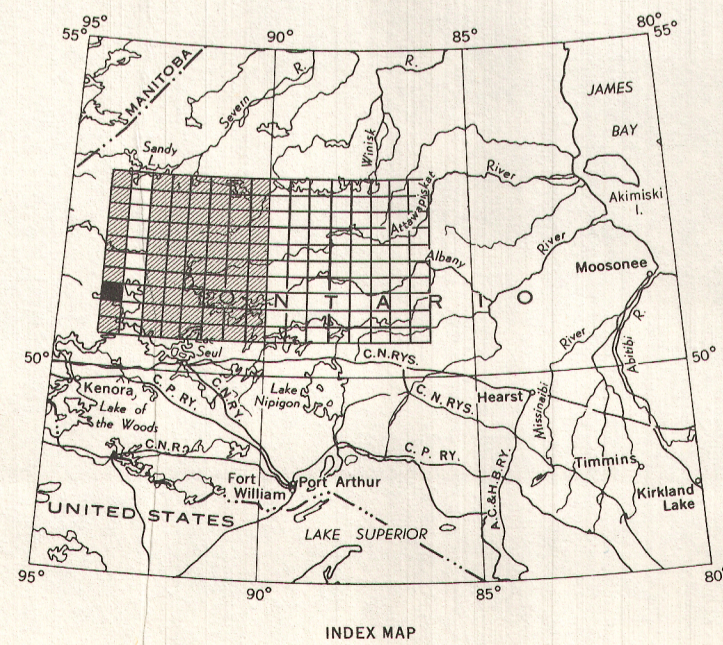 95°
90°
85°
80°
55°
55°
MANITOBA
Severn
R.
R.
JAMES
BAY
Sandy
L.
Winisk
River
Attawapiskat
Akimiski
I.
River
Albany
Moosonee
ONTARIO
Lac
Seul
River
R.
Abitibi
50°
50°
C.N.RYS.
Kenora
C. P. RY.
C.N.RY.
Lake
Nipigon
C. N. RYS.
Hearst
Missinaibi
Lake of
the Woods
C.N.R.
C. P. RY.
Timmins
Fort
William
Port Arthur
A.C.&H.B.RY.
Kirkland
Lake
UNITED STATES
LAKE SUPERIOR
95°
90°
85°
80°
INDEX MAP